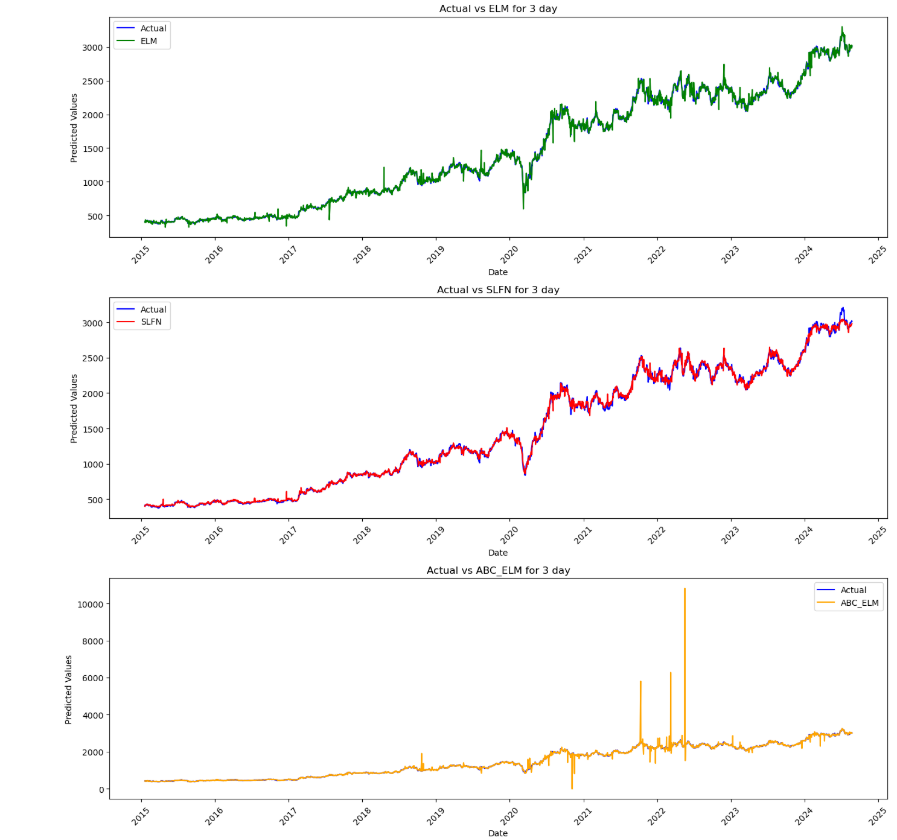 Actual vs ELM for 3 day
Actual
ELM
Predicted Values
3000
2500
2000
1500
1000
500
2015 2016 2017 2018 2019 2020 2021 2022 2023 2024 2025
Date
Actual vs SLFN for 3 day
Actual
SLFN
Predicted Values
3000
2500
2000
1500
1000
500
2015 2016 2017 2018 2019 2020 2021 2022 2023 2024 2025
Date
Actual vs ABC_ELM for 3 day
Actual
ABC_ELM
Predicted Values
10000
8000
6000
4000
2000
0
2015 2016 2017 2018 2019 2020 2021 2022 2023 2024 2025
Date